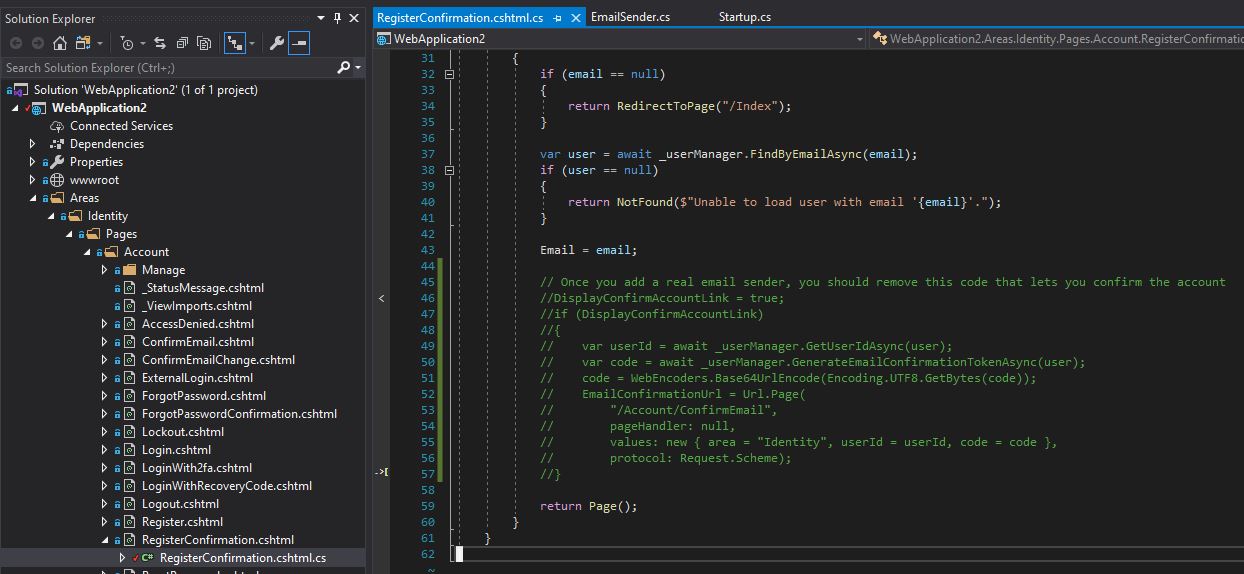 Solution Explorer
Search Solution Explorer (Ctrl+;)
Solution 'WebApplication2' (1 of 1 project)
WebApplication2
Connected Services
Dependencies
Properties
wwwroot
Areas
Identity
Pages
Account
Manage
_StatusMessage.cshtml
_ViewImports.cshtml
AccessDenied.cshtml
ConfirmEmail.cshtml
ConfirmEmailChange.cshtml
ExternalLogin.cshtml
ForgotPassword.cshtml
ForgotPasswordConfirmation.cshtml
Lockout.cshtml
Login.cshtml
LoginWith2fa.cshtml
LoginWithRecoveryCode.cshtml
Logout.cshtml
Register.cshtml
RegisterConfirmation.cshtml
C# RegisterConfirmation.cshtml.cs
RegisterConfirmation.cshtml.cs EmailSender.cs Startup.cs
WebApplication2 WebApplication2.Areas.Identity.Pages.Account.RegisterConfirmatio
31 {
32 if (email == null)
33 {
34 return RedirectToPage("/Index");
35 }
36
37 var user = await _userManager.FindByEmailAsync(email);
38 if (user == null)
39 {
40 return NotFound($"Unable to load user with email '{email}'.");
41 }
42
43 Email = email;
44
45 // Once you add a real email sender, you should remove this code that lets you confirm the account
46 //DisplayConfirmAccountLink = true;
47 //if (DisplayConfirmAccountLink)
48 //{
49 // var userId = await _userManager.GetUserIdAsync(user);
50 // var code = await _userManager.GenerateEmailConfirmationTokenAsync(user);
51 // code = WebEncoders.Base64UrlEncode(Encoding.UTF8.GetBytes(code));
52 // EmailConfirmationUrl = Url.Page(
53 // "/Account/ConfirmEmail",
54 // pageHandler: null,
55 // values: new { area = "Identity", userId = userId, code = code },
56 // protocol: Request.Scheme);
57 //}
58
59 return Page();
60 }
61 }
62